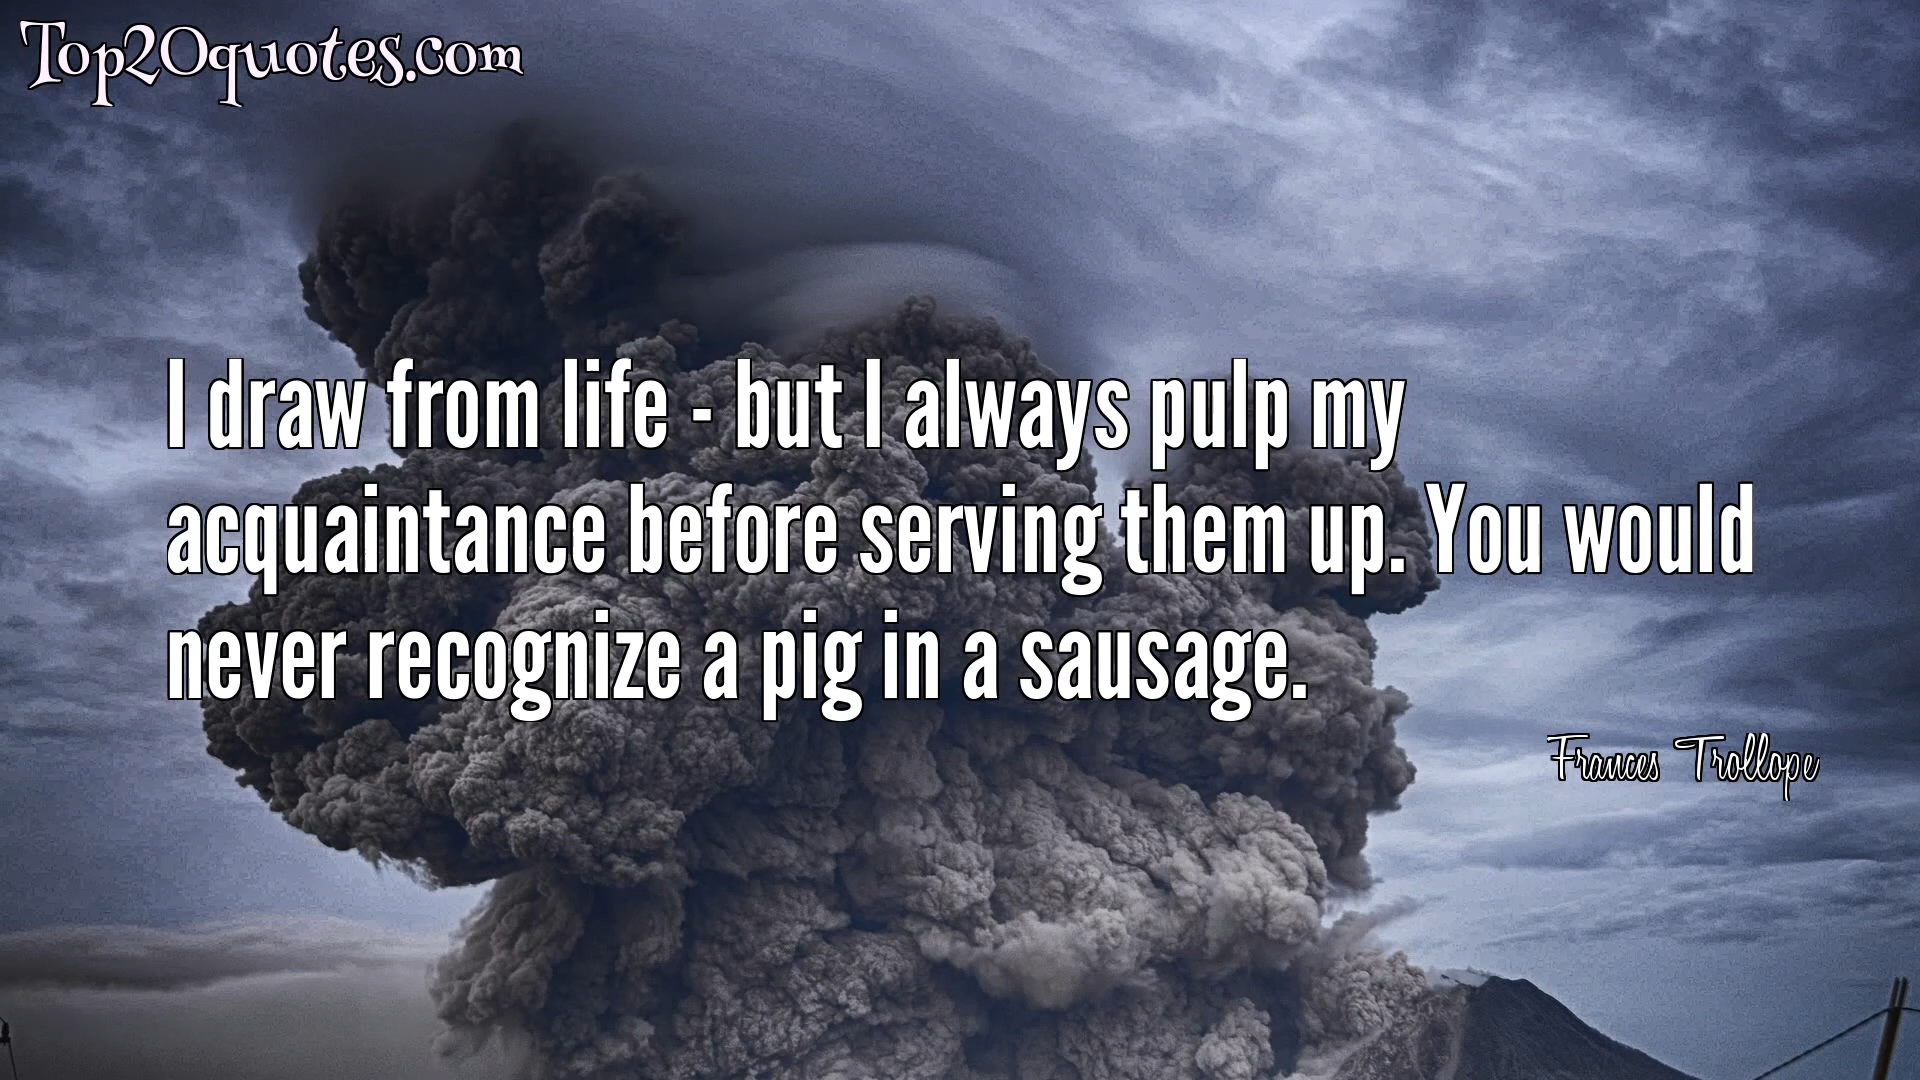 Top20quotes.com
I draw from life - but I always pulp my
acquaintance before serving them up. You would
never recognize a pig in a sausage.
Frances Trollope